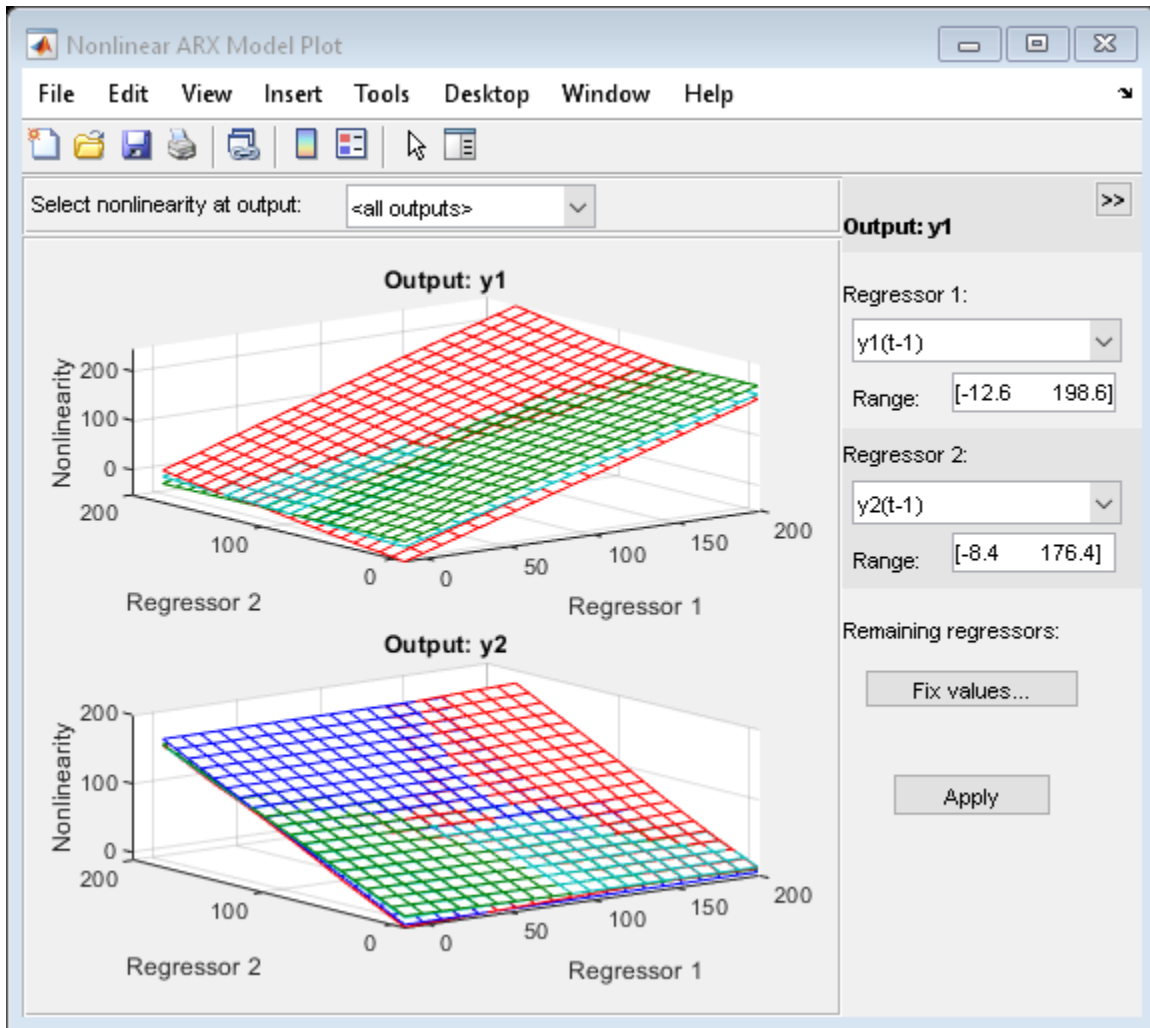 Nonlinear ARX Model Plot
File Edit View Insert Tools Desktop Window Help
Select nonlinearity at output: <all outputs>
>>
Output: y1
Output: y1
Nonlinearity
200
100
0
200
100
0
Regressor 2
0
50
100
150
200
Regressor 1
Output: y2
Nonlinearity
200
100
0
200
100
0
Regressor 2
0
50
100
150
200
Regressor 1
Regressor 1:
y1(t-1)
Range: [-12.6 198.6]
Regressor 2:
y2(t-1)
Range: [-8.4 176.4]
Remaining regressors:
Fix values...
Apply